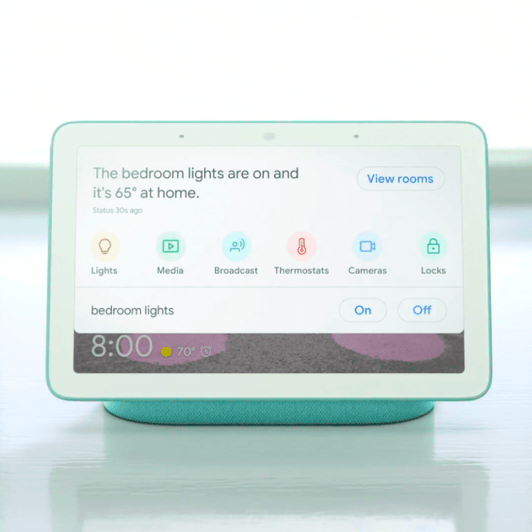 The bedroom lights are on and
it's 65° at home.
View rooms
Status 30s ago
Lights Media Broadcast Thermostats Cameras Locks
bedroom lights On Off
8:00 70°